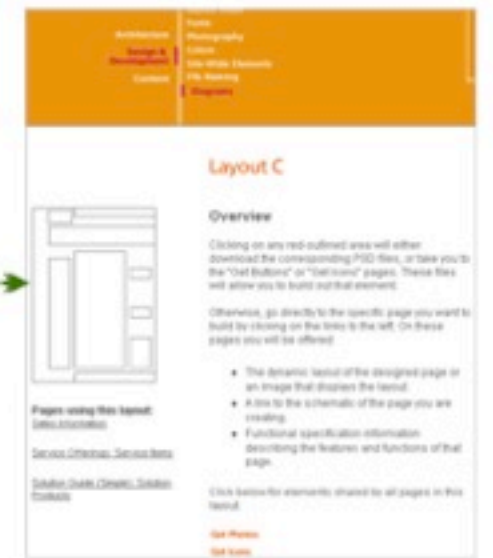 Fonts
Architecture
Photography
Design &
Colors
Development
Site-Wide Elements
Content
File Naming
Diagrams
Layout C
Overview
Clicking on any red-outlined area will either
download the corresponding PSD files, or take you to
the "Get Buttons" or "Get Icons" pages. These files
will allow you to build out that element.
Otherwise, go directly to the specific page you want to
build by clicking on the links to the left. On these
pages you will be offered:
The dynamic layout of the designed page or
an image that displays the layout.
A link to the schematic of the page you are
creating.
Functional specification information
describing the features and functions of that
page.
Click below for elements shared by all pages in this
layout.
Get Menus
Get Icons
Pages using this layout:
Sales Information
Service Offerings: Service Items
Solution Guide (Simple): Solution
Products